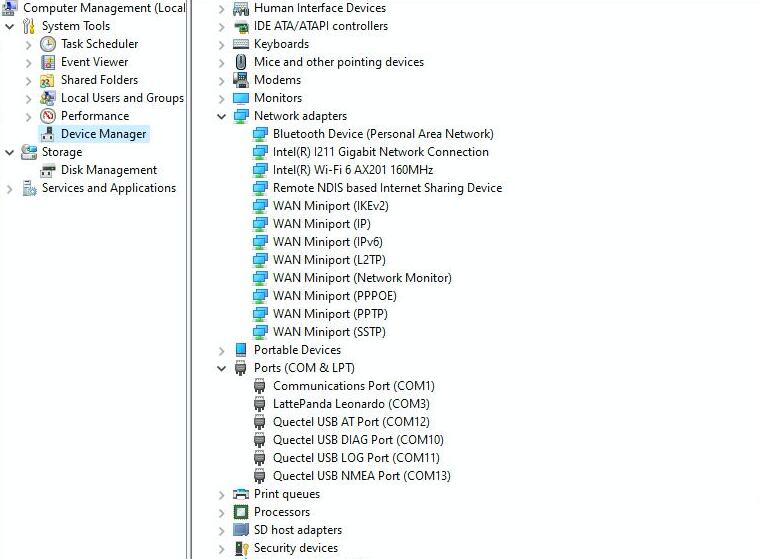 Computer Management (Local
System Tools
Task Scheduler
Event Viewer
Shared Folders
Local Users and Groups
Performance
Device Manager
Storage
Disk Management
Services and Applications
Human Interface Devices
IDE ATA/ATAPI controllers
Keyboards
Mice and other pointing devices
Modems
Monitors
Network adapters
Bluetooth Device (Personal Area Network)
Intel(R) I211 Gigabit Network Connection
Intel(R) Wi-Fi 6 AX201 160MHz
Remote NDIS based Internet Sharing Device
WAN Miniport (IKEv2)
WAN Miniport (IP)
WAN Miniport (IPv6)
WAN Miniport (L2TP)
WAN Miniport (Network Monitor)
WAN Miniport (PPPOE)
WAN Miniport (PPTP)
WAN Miniport (SSTP)
Portable Devices
Ports (COM & LPT)
Communications Port (COM1)
LattePanda Leonardo (COM3)
Quectel USB AT Port (COM12)
Quectel USB DIAG Port (COM10)
Quectel USB LOG Port (COM11)
Quectel USB NMEA Port (COM13)
Print queues
Processors
SD host adapters
Security devices